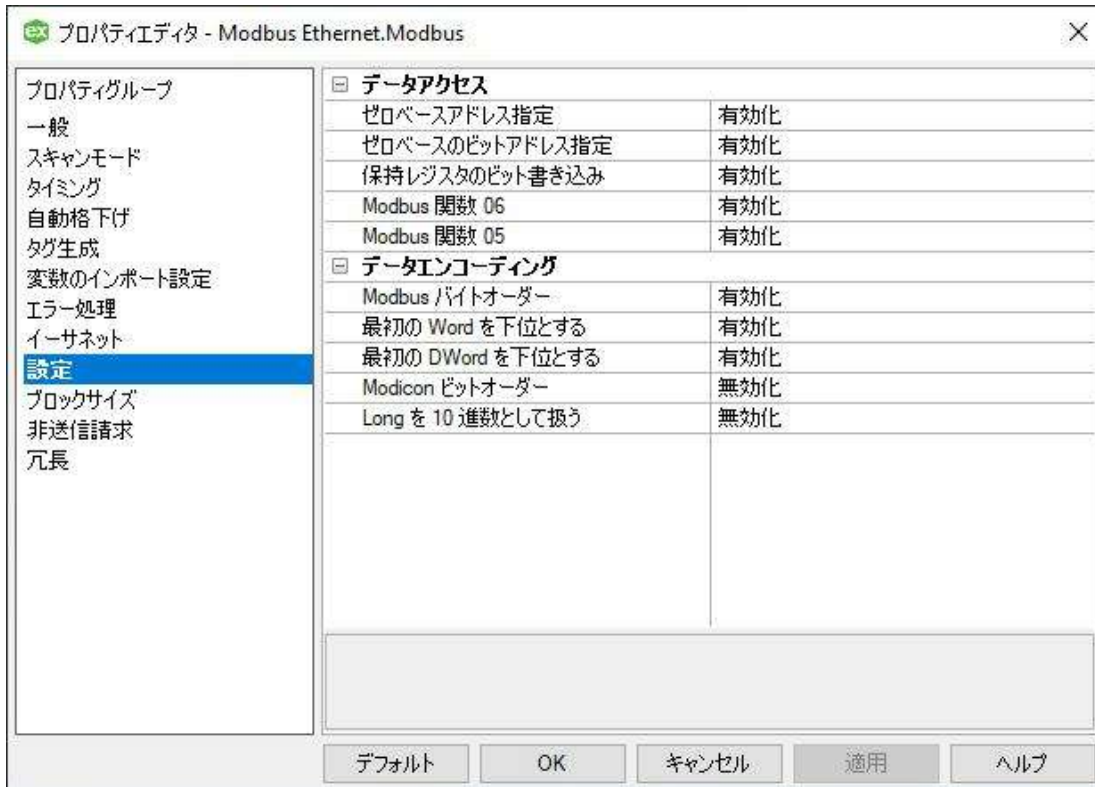 プロパティエディタ - Modbus Ethernet.Modbus
プロパティグループ
一般
スキャンモード
タイミング
自動格下げ
タグ生成
変数のインポート設定
エラー処理
イーサネット
設定
ブロックサイズ
非送信請求
冗長
データアクセス
ゼロベースアドレス指定 有効化
ゼロベースのビットアドレス指定 有効化
保持レジスタのビット書き込み 有効化
Modbus 関数 06 有効化
Modbus 関数 05 有効化
データエンコーディング
Modbus バイトオーダー 有効化
最初の Word を下位とする 有効化
最初の DWord を下位とする 有効化
Modicon ビットオーダー 無効化
Long を 10 進数として扱う 無効化
デフォルト OK キャンセル 適用 ヘルプ